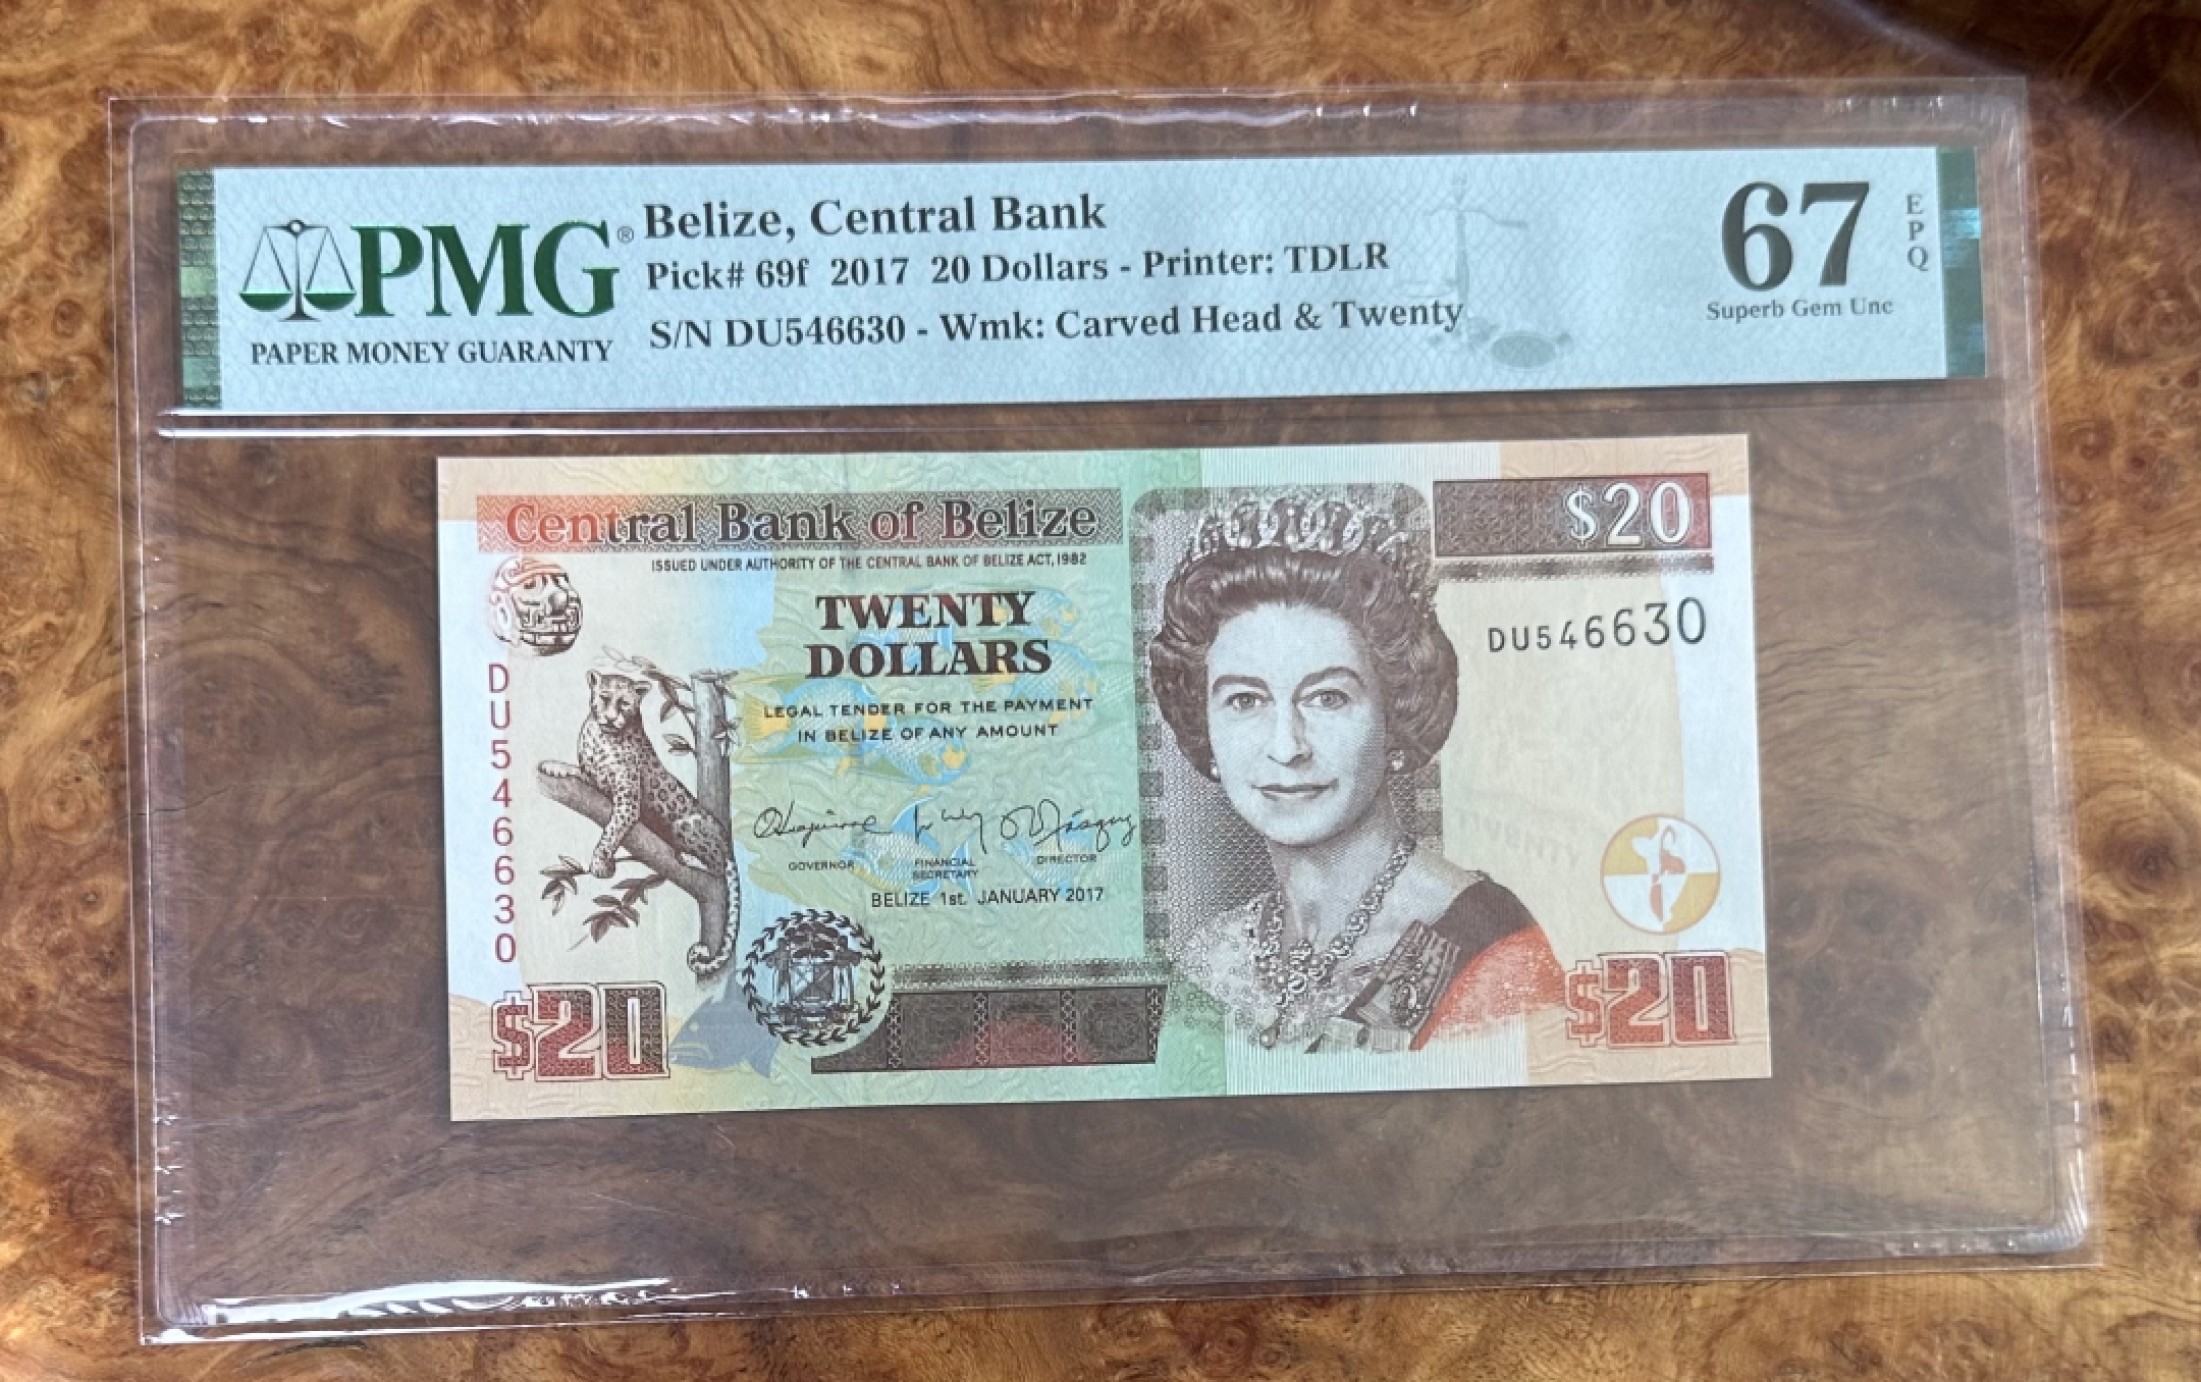 PMG®
PAPER MONEY GUARANTY
Belize, Central Bank
Pick# 69f 2017 20 Dollars - Printer: TDLR
S/N DU546630 - Wmk: Carved Head & Twenty
67
EPQ
Superb Gem Unc
Central Bank of Belize
ISSUED UNDER AUTHORITY OF THE CENTRAL BANK OF BELIZE ACT, 1982
$20
DU546630
TWENTY
DOLLARS
LEGAL TENDER FOR THE PAYMENT
IN BELIZE OF ANY AMOUNT
DU546630
GOVERNOR
FINANCIAL
SECRETARY
DIRECTOR
BELIZE 1st. JANUARY 2017
$20
$20